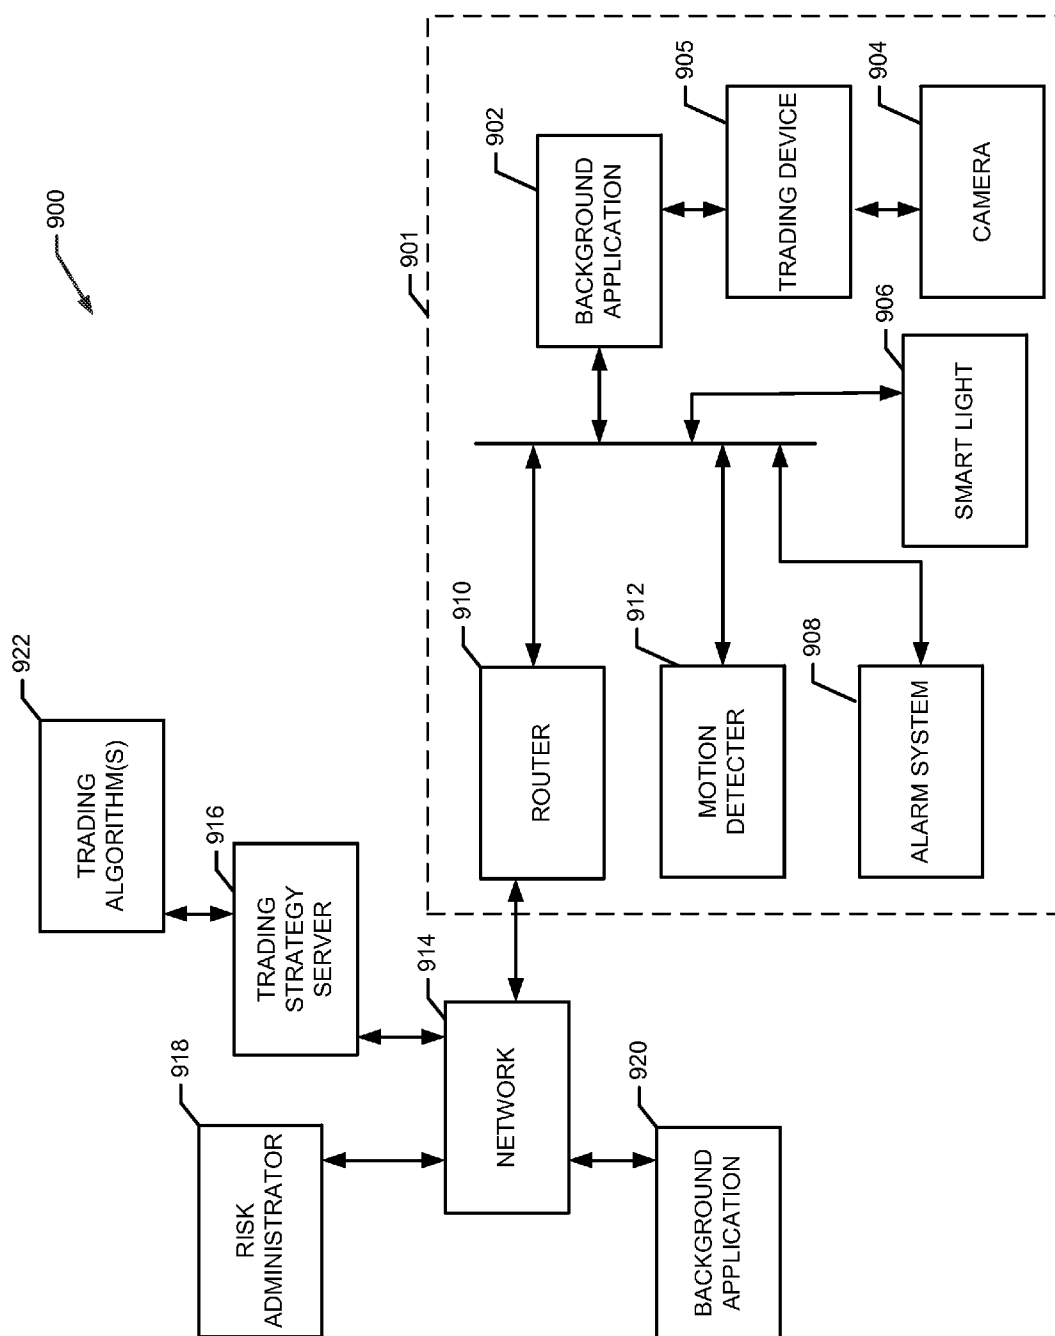 900
922
TRADING
ALGORITHM(S)
918
RISK
ADMINISTRATOR
916
TRADING
STRATEGY
SERVER
901
914
NETWORK
910
ROUTER
902
BACKGROUND
APPLICATION
920
BACKGROUND
APPLICATION
912
MOTION
DETECTER
905
TRADING DEVICE
908
ALARM SYSTEM
906
SMART LIGHT
904
CAMERA